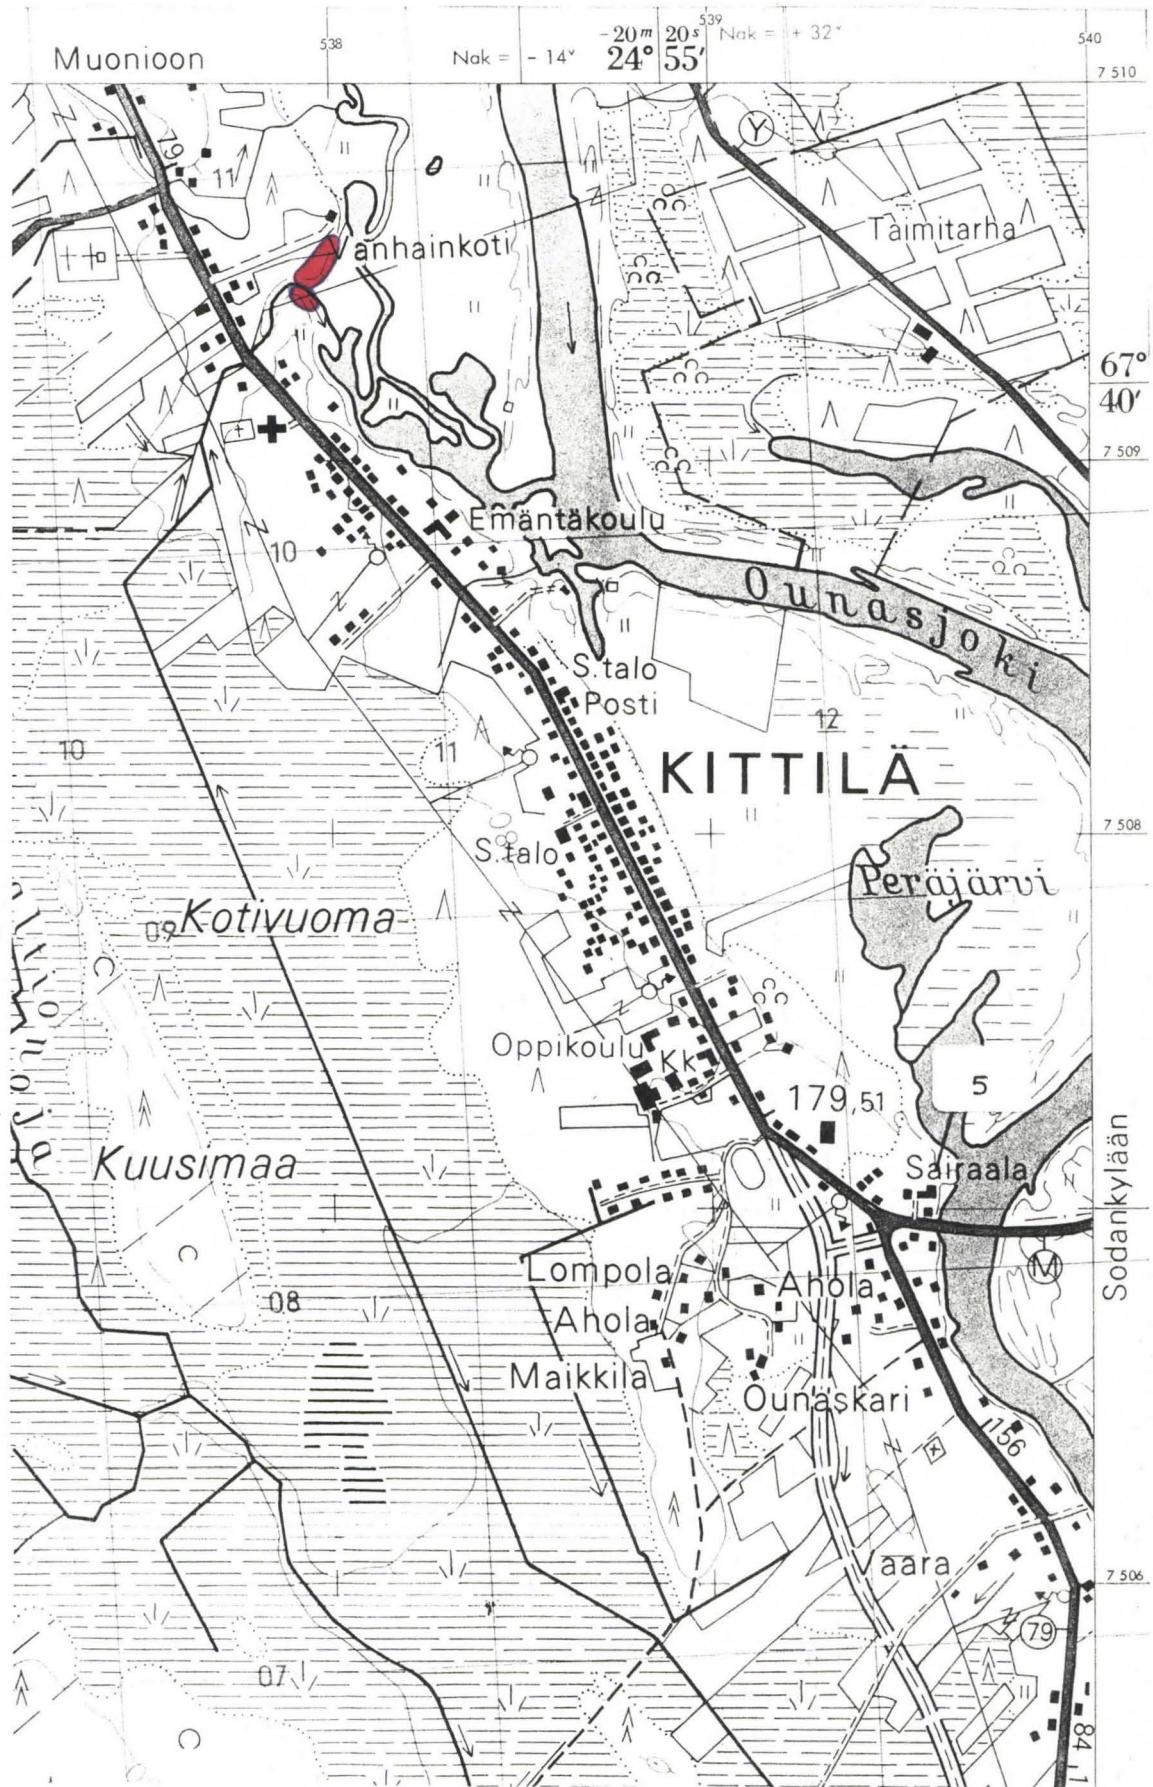 538
-20ᵐ 20ˢ
539
540
Muonioon
Nak = - 14ᵛ
24° 55′
Nak = + 32ᵛ
7 510
Y
79
11
Vanhainkoti
Taimitarha
67°
40′
7 509
Emäntäkoulu
10
Ounasjoki
S.talo
Posti
12
10
11
KITTILÄ
7 508
S.talo
Peräjärvi
09
Kotivuoma
Oppikoulu
Kk
5
179,51
Kuusimaa
Sairaala
Sodankylään
M
Lompola
Ahola
08
Ahola
Maikkila
Ounaskari
156
Vaara
7 506
79
07
84